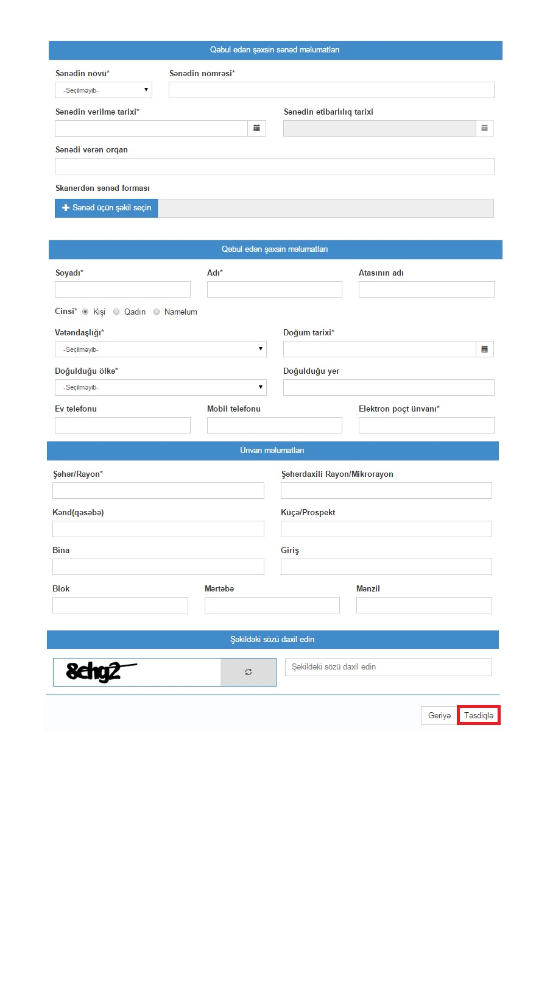 Qəbul edən şəxsin sənəd məlumatları
Sənədin növü* Sənədin nömrəsi*
-Seçilməyib-
Sənədin verilmə tarixi* Sənədin etibarlılıq tarixi
Sənədi verən orqan
Skanerdən sənəd forması
Sənəd üçün şəkil seçin
Qəbul edən şəxsin məlumatları
Soyadı* Adı* Atasının adı
Cinsi* Kişi Qadın Naməlum
Vətəndaşlığı* Doğum tarixi*
-Seçilməyib-
Doğulduğu ölkə* Doğulduğu yer
-Seçilməyib-
Ev telefonu Mobil telefonu Elektron poçt ünvanı*
Ünvan məlumatları
Şəhər/Rayon* Şəhərdaxili Rayon/Mikrorayon
Kənd(qəsəbə) Küçə/Prospekt
Bina Giriş
Blok Mərtəbə Mənzil
Şəkildəki sözü daxil edin
8chg2 Şəkildəki sözü daxil edin
Geriyə Təsdiqlə